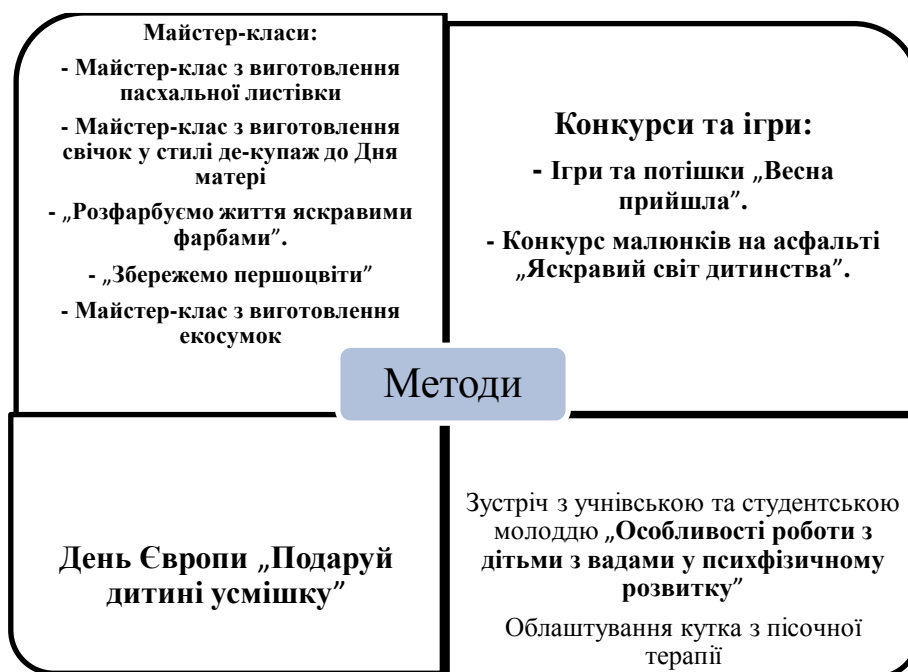 Майстер-класи:
- Майстер-клас з виготовлення
пасхальної листівки
- Майстер-клас з виготовлення
свічок у стилі де-купаж до Дня
матері
- „Розфарбуємо життя яскравими
фарбами”.
- „Збережемо першоцвіти”
- Майстер-клас з виготовлення
екосумок
Конкурси та ігри:
- Ігри та потішки „Весна
прийшла”.
- Конкурс малюнків на асфальті
„Яскравий світ дитинства”.
Методи
День Європи „Подаруй
дитині усмішку”
Зустріч з учнівською та студентською
молоддю „Особливості роботи з
дітьми з вадами у психфізичному
розвитку”
Облаштування кутка з пісочної
терапії